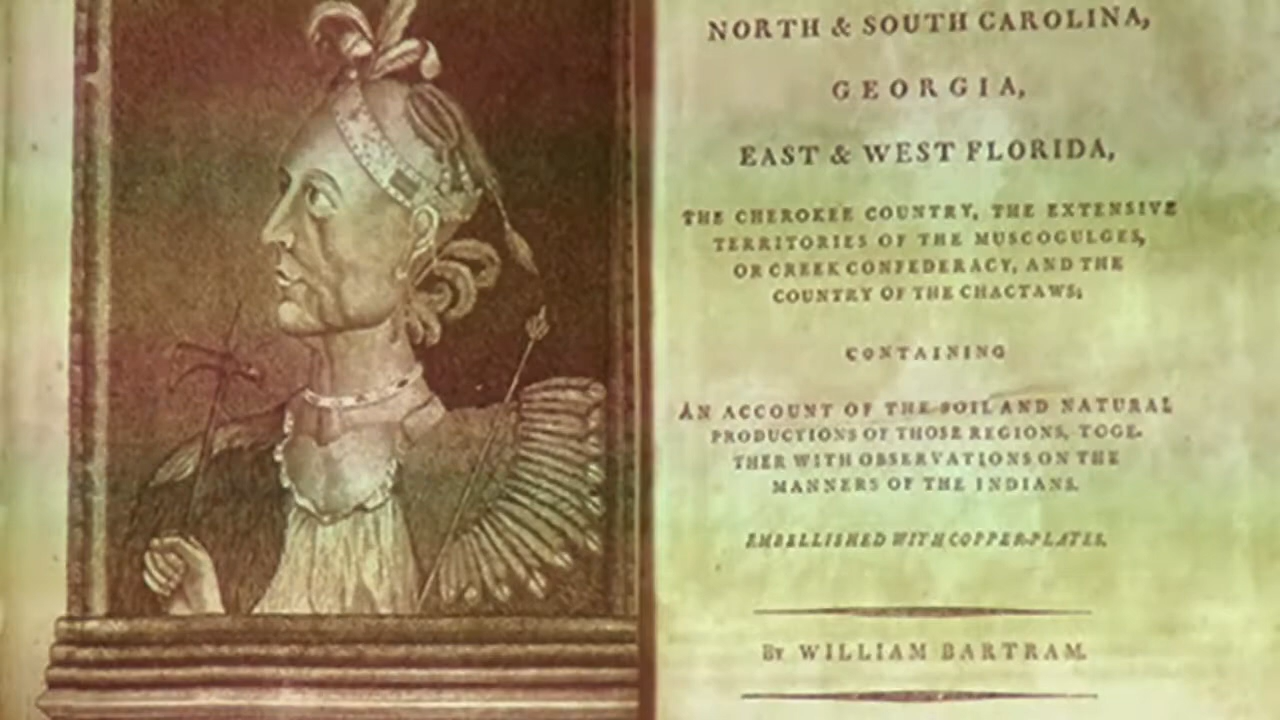 NORTH & SOUTH CAROLINA,
GEORGIA,
EAST & WEST FLORIDA,
THE CHEROKEE COUNTRY, THE EXTENSIVE
TERRITORIES OF THE MUSCOGULGES,
OR CREEK CONFEDERACY, AND THE
COUNTRY OF THE CHACTAWS;
CONTAINING
AN ACCOUNT OF THE SOIL AND NATURAL
PRODUCTIONS OF THOSE REGIONS, TOGE-
THER WITH OBSERVATIONS ON THE
MANNERS OF THE INDIANS.
EMBELLISHED WITH COPPER-PLATES.
BY WILLIAM BARTRAM.